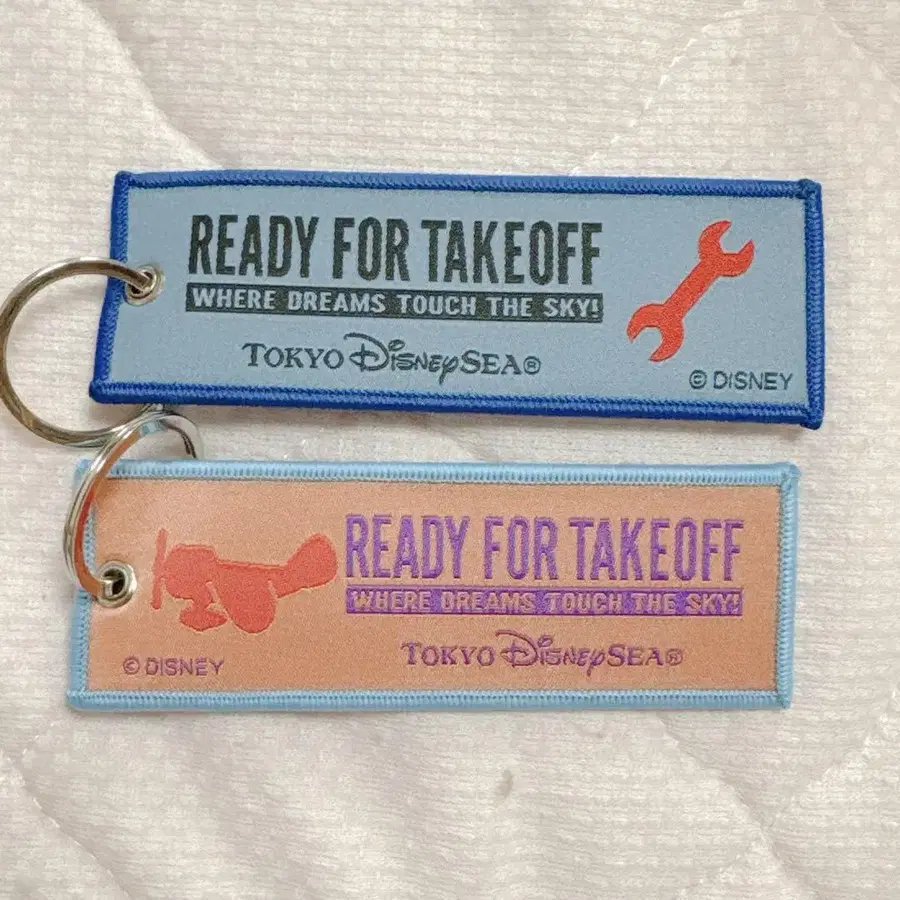 READY FOR TAKEOFF
WHERE DREAMS TOUCH THE SKY!
TOKYO DisneySEA®
© DISNEY
READY FOR TAKEOFF
WHERE DREAMS TOUCH THE SKY!
TOKYO DisneySEA®
© DISNEY